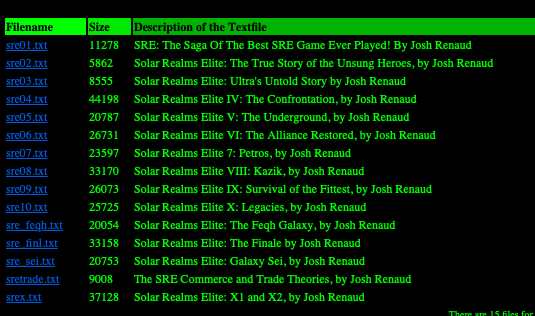 Filename Size Description of the Textfile
sre01.txt 11278 SRE: The Saga Of The Best SRE Game Ever Played! By Josh Renaud
sre02.txt 5862 Solar Realms Elite: The True Story of the Unsung Heroes, by Josh Renaud
sre03.txt 8555 Solar Realms Elite: Ultra's Untold Story by Josh Renaud
sre04.txt 44198 Solar Realms Elite IV: The Confrontation, by Josh Renaud
sre05.txt 20787 Solar Realms Elite V: The Underground, by Josh Renaud
sre06.txt 26731 Solar Realms Elite VI: The Alliance Restored, by Josh Renaud
sre07.txt 23597 Solar Realms Elite 7: Petros, by Josh Renaud
sre08.txt 33170 Solar Realms Elite VIII: Kazik, by Josh Renaud
sre09.txt 26073 Solar Realms Elite IX: Survival of the Fittest, by Josh Renaud
sre10.txt 25725 Solar Realms Elite X: Legacies, by Josh Renaud
sre_feqh.txt 20054 Solar Realms Elite: The Feqh Galaxy, by Josh Renaud
sre_finl.txt 33158 Solar Realms Elite: The Finale by Josh Renaud
sre_sei.txt 20753 Solar Realms Elite: Galaxy Sei, by Josh Renaud
sretrade.txt 9008 The SRE Commerce and Trade Theories, by Josh Renaud
srex.txt 37128 Solar Realms Elite: X1 and X2, by Josh Renaud
There are 15 files for